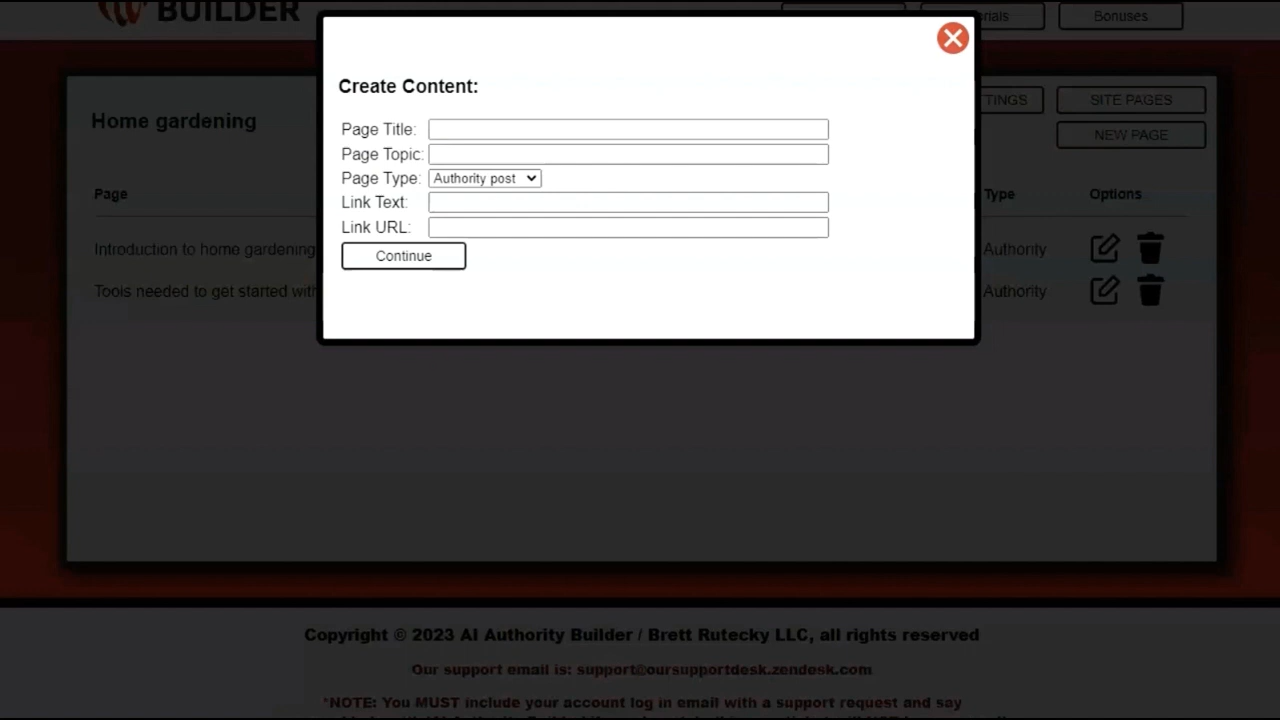 BUILDER
Bonuses
Create Content:
Home gardening
SITE PAGES
NEW PAGE
Page Title:
Page Topic:
Page Type: Authority post
Link Text:
Link URL:
Continue
Page
Type
Options
Introduction to home gardening
Authority
Tools needed to get started with
Authority
Copyright © 2023 AI Authority Builder / Brett Rutecky LLC, all rights reserved
Our support email is: support@oursupportdesk.zendesk.com
*NOTE: You MUST include your account log in email with a support request and say